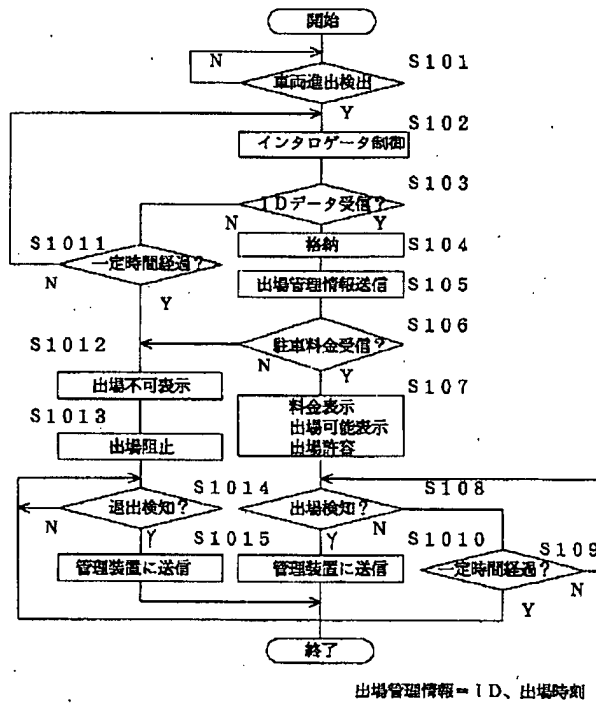 開始
N
S101
車両進出検出
Y
S102
インタロゲータ制御
S103
IDデータ受信?
N
Y
S1011
格納
S104
一定時間経過?
N
Y
出場管理情報送信
S105
S106
S1012
駐車料金受信?
N
Y
S107
出場不可表示
料金表示
出場可能表示
出場許容
S1013
出場阻止
S1014
S108
退出検知?
出場検知?
N
Y
S1015
Y
N
S1010
S109
管理装置に送信
管理装置に送信
一定時間経過?
N
Y
終了
出場管理情報=ID、出場時刻